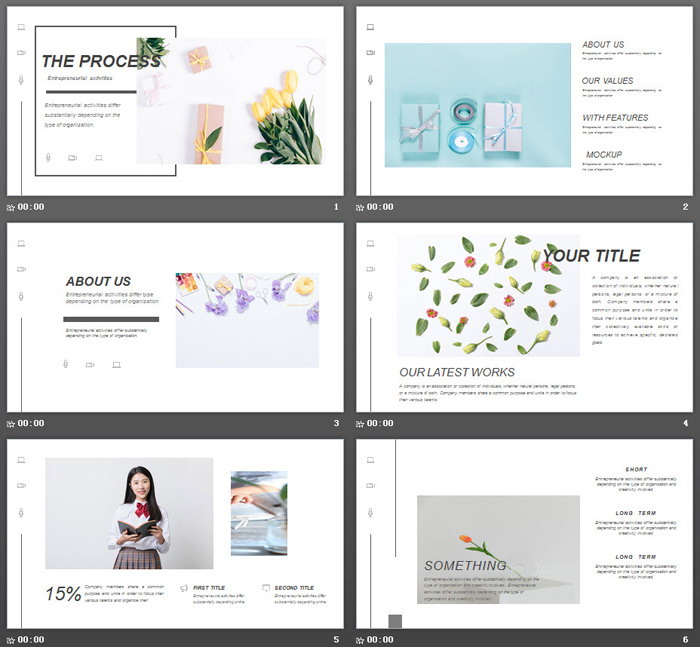 THE PROCESS
Entrepreneurial activities
Entrepreneurial activities differ
substantially depending on the
type of organisation.
00:00
1
ABOUT US
Entrepreneurial activities differ substantially depending on
the type of organisation
OUR VALUES
Entrepreneurial activities differ substantially depending on
the type of organisation
WITH FEATURES
Entrepreneurial activities differ substantially depending on
the type of organisation
MOCKUP
Entrepreneurial activities differ substantially depending on
the type of organisation
00:00
2
ABOUT US
Entrepreneurial activities differ type
depending on the type of organisation
Entrepreneurial activities differ substantially
depending on the type of organisation.
00:00
3
YOUR TITLE
A company is an association or
collection of individuals, whether natural
persons, legal persons, or a mixture of
both. Company members share a
common purpose and unite in order to
focus their various talents and organise
their collectively available skills or
resources to achieve specific, declared
goals
OUR LATEST WORKS
A company is an association or collection of individuals, whether natural persons, legal persons,
or a mixture of both. Company members share a common purpose and unite in order to focus
their various talents
00:00
4
15%
Company members share a common
purpose and unite in order to focus their
various talents and organise their
FIRST TITLE
Entrepreneurial activities differ
substantially depending on the
SECOND TITLE
Entrepreneurial activities differ
substantially depending on the
00:00
5
SHORT
Entrepreneurial activities differ substantially
depending on the type of organisation and
creativity involved.
LONG TERM
Entrepreneurial activities differ substantially
depending on the type of organisation and
creativity involved.
LONG TERM
Entrepreneurial activities differ substantially
depending on the type of organisation and
creativity involved.
SOMETHING
Entrepreneurial activities differ substantially depending on the
type of organisation and creativity involved. Entrepreneurial
activities differ substantially depending on the type of
organisation and creativity involved.
00:00
6